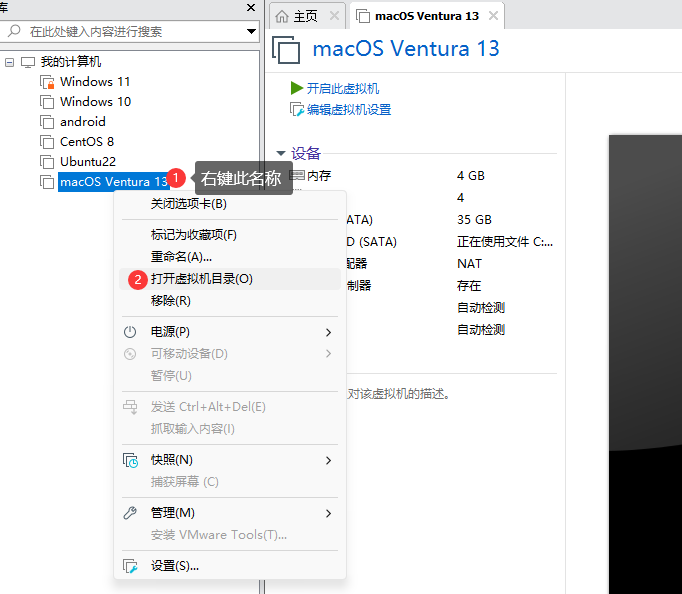 库
在此处键入内容进行搜索
我的计算机
Windows 11
Windows 10
android
CentOS 8
Ubuntu22
macOS Ventura 13
1
右键此名称
主页
macOS Ventura 13
macOS Ventura 13
开启此虚拟机
编辑虚拟机设置
设备
内存 4 GB
4
ATA) 35 GB
D (SATA) 正在使用文件 C:...
配器 NAT
制器 存在
自动检测
自动检测
对该虚拟机的描述。
关闭选项卡(B)
标记为收藏项(F)
重命名(A)...
2
打开虚拟机目录(O)
移除(R)
电源(P)
可移动设备(D)
暂停(U)
发送 Ctrl+Alt+Del(E)
抓取输入内容(I)
快照(N)
捕获屏幕 (C)
管理(M)
安装 VMware Tools(T)...
设置(S)...